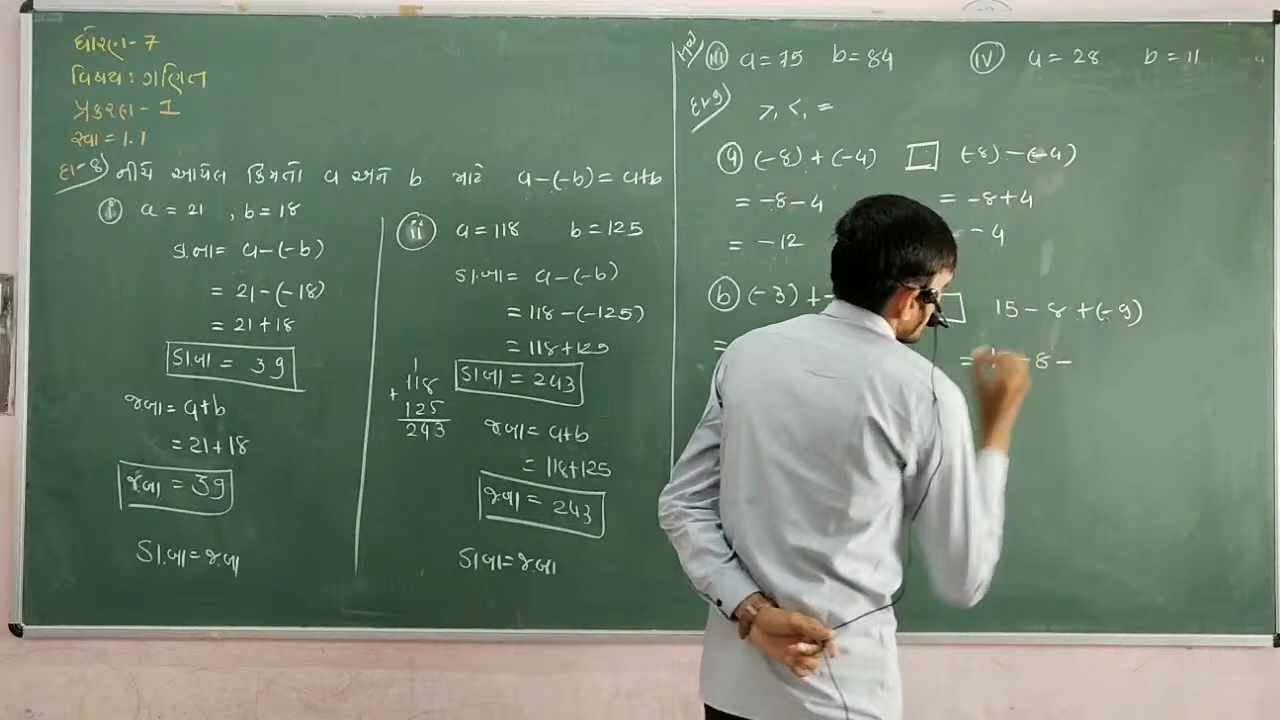 ધોરણ-7
વિષય: ગણિત
પ્રકરણ- 1
સ્વા = 1.1
દા-8) નીચે આપેલ કિંમતો a અને b માટે a-(-b) = a+b
(i) a = 21 , b = 18
ડા.બા = a-(-b)
= 21-(-18)
= 21+18
ડા.બા = 39
જ.બા = a+b
= 21+18
જ.બા = 39
ડા.બા = જ.બા
(ii) a = 118 b = 125
ડા.બા = a-(-b)
= 118-(-125)
= 118+125
ડા.બા = 243
1
118
+ 125
243
જ.બા = a+b
= 118+125
જ.બા = 243
ડા.બા = જ.બા
(iii) a = 75 b = 84 (iv) a = 28 b = 11
>, <, =
(-8)+(-4) □ (-8)-(-4)
= -8-4 = -8+4
= -12 -4
(b) (-3)+ □ 15-8+(-9)
= = 8-